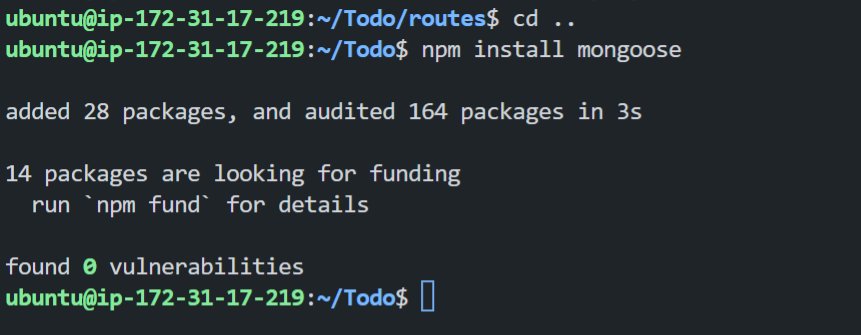 ubuntu@ip-172-31-17-219:~/Todo/routes$ cd ..
ubuntu@ip-172-31-17-219:~/Todo$ npm install mongoose
added 28 packages, and audited 164 packages in 3s
14 packages are looking for funding
  run `npm fund` for details
found 0 vulnerabilities
ubuntu@ip-172-31-17-219:~/Todo$